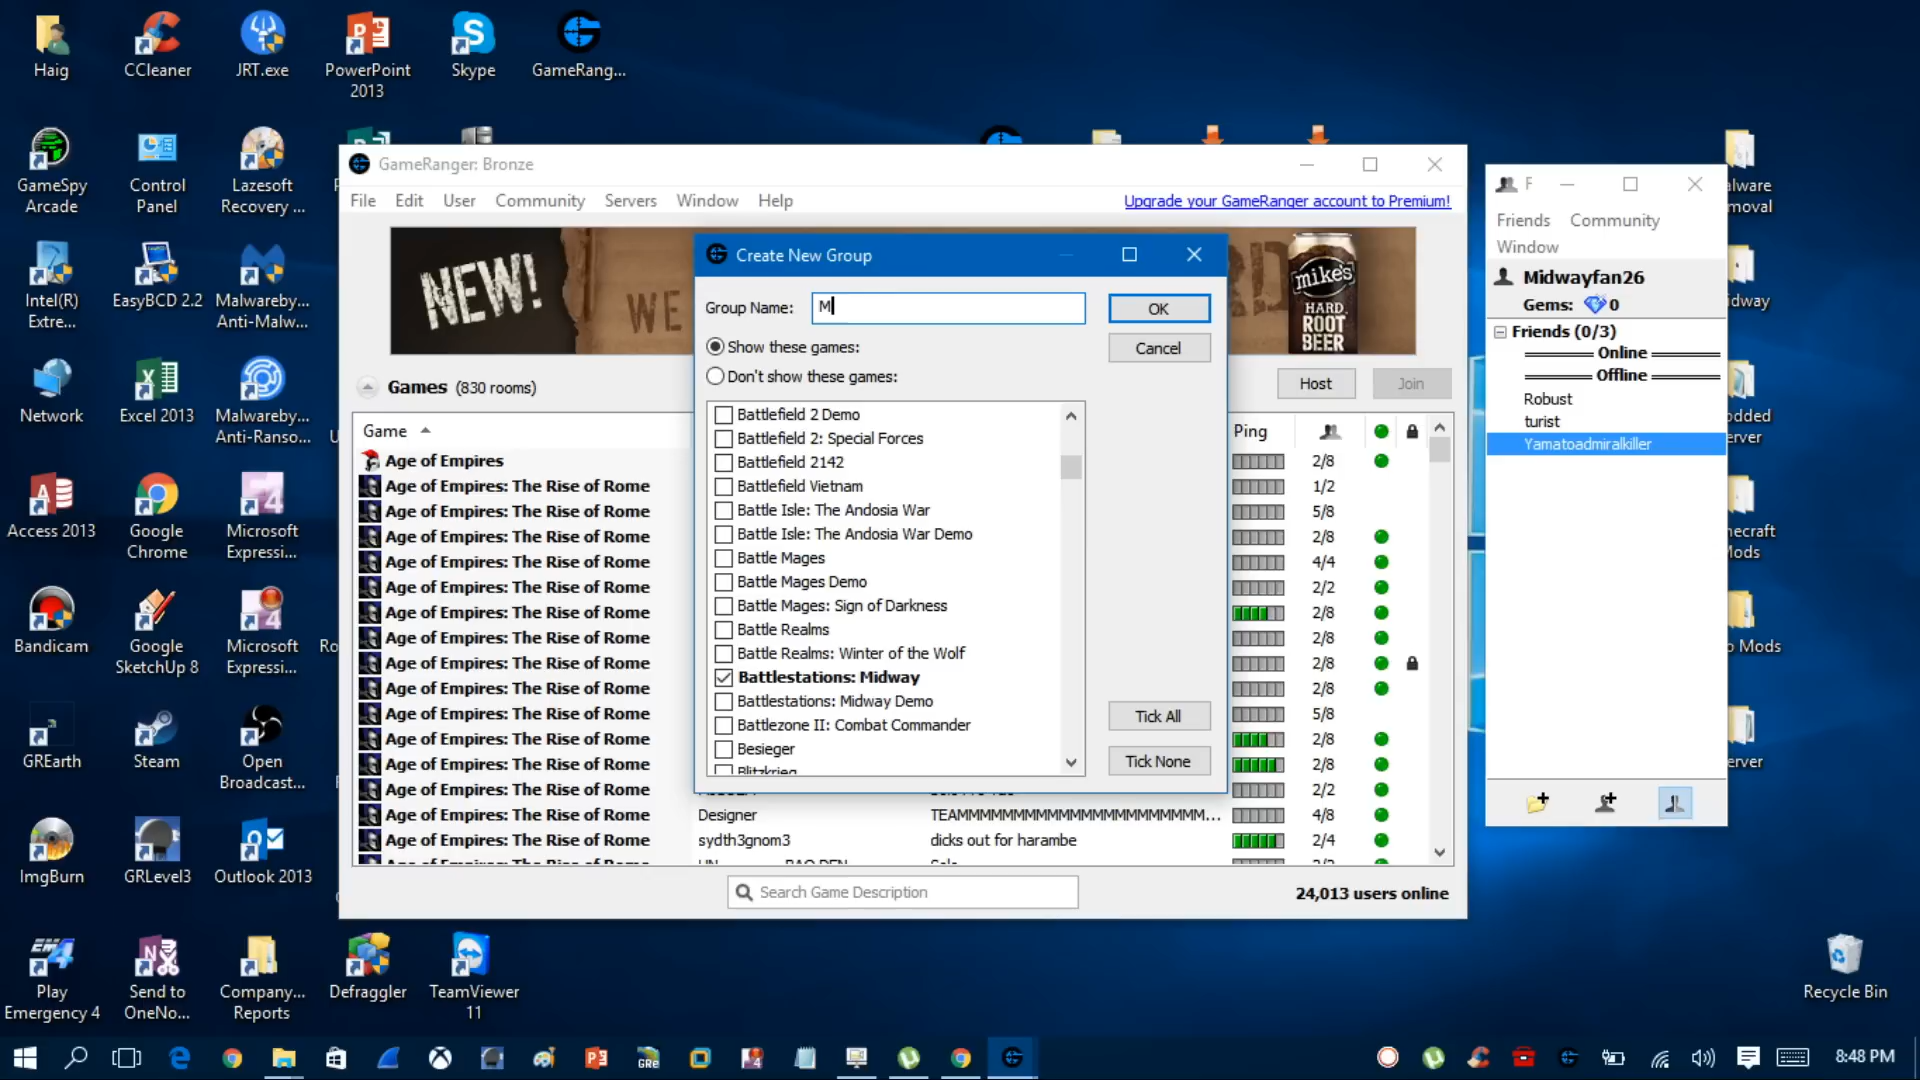 Haig
CCleaner
JRT.exe
PowerPoint
2013
Skype
GameRang...
GameSpy
Arcade
Control
Panel
Lazesoft
Recovery ...
Intel(R)
Extre...
EasyBCD 2.2
Malwareby...
Anti-Malw...
Network
Excel 2013
Malwareby...
Anti-Ranso...
Access 2013
Google
Chrome
Microsoft
Expressi...
Bandicam
Google
SketchUp 8
Microsoft
Expressi...
GREarth
Steam
Open
Broadcast...
ImgBurn
GRLevel3
Outlook 2013
Play
Emergency 4
Send to
OneNo...
Company...
Reports
Defraggler
TeamViewer
11
GameRanger: Bronze
File Edit User Community Servers Window Help
Upgrade your GameRanger account to Premium!
NEW!
WE
mike's
HARD
ROOT
BEER
Games (830 rooms)
Host
Join
Game
Ping
Age of Empires 2/8
Age of Empires: The Rise of Rome 1/2
Age of Empires: The Rise of Rome 5/8
Age of Empires: The Rise of Rome 2/8
Age of Empires: The Rise of Rome 4/4
Age of Empires: The Rise of Rome 2/2
Age of Empires: The Rise of Rome 2/8
Age of Empires: The Rise of Rome 2/8
Age of Empires: The Rise of Rome 2/8
Age of Empires: The Rise of Rome 2/8
Age of Empires: The Rise of Rome 5/8
Age of Empires: The Rise of Rome 2/8
Age of Empires: The Rise of Rome 2/8
Age of Empires: The Rise of Rome 2/2
Age of Empires: The Rise of Rome Designer TEAMMMMMMMMMMMMMMMMMMMMM... 4/8
Age of Empires: The Rise of Rome sydth3gnom3 dicks out for harambe 2/4
Age of Empires: The Rise of Rome
Search Game Description
24,013 users online
Create New Group
Group Name: M
OK
Cancel
Show these games:
Don't show these games:
Battlefield 2 Demo
Battlefield 2: Special Forces
Battlefield 2142
Battlefield Vietnam
Battle Isle: The Andosia War
Battle Isle: The Andosia War Demo
Battle Mages
Battle Mages Demo
Battle Mages: Sign of Darkness
Battle Realms
Battle Realms: Winter of the Wolf
Battlestations: Midway
Battlestations: Midway Demo
Battlezone II: Combat Commander
Besieger
Blitzkrieg
Tick All
Tick None
F
Friends Community
Window
Midwayfan26
Gems: 0
Friends (0/3)
Online
Offline
Robust
turist
Yamatoadmiralkiller
Recycle Bin
8:48 PM